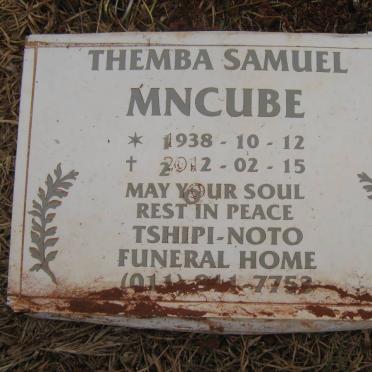 THEMBA SAMUEL
MNCUBE
* 1938 - 10 - 12
† 2012 - 02 - 15
MAY YOUR SOUL
REST IN PEACE
TSHIPI-NOTO
FUNERAL HOME
(011) 7752